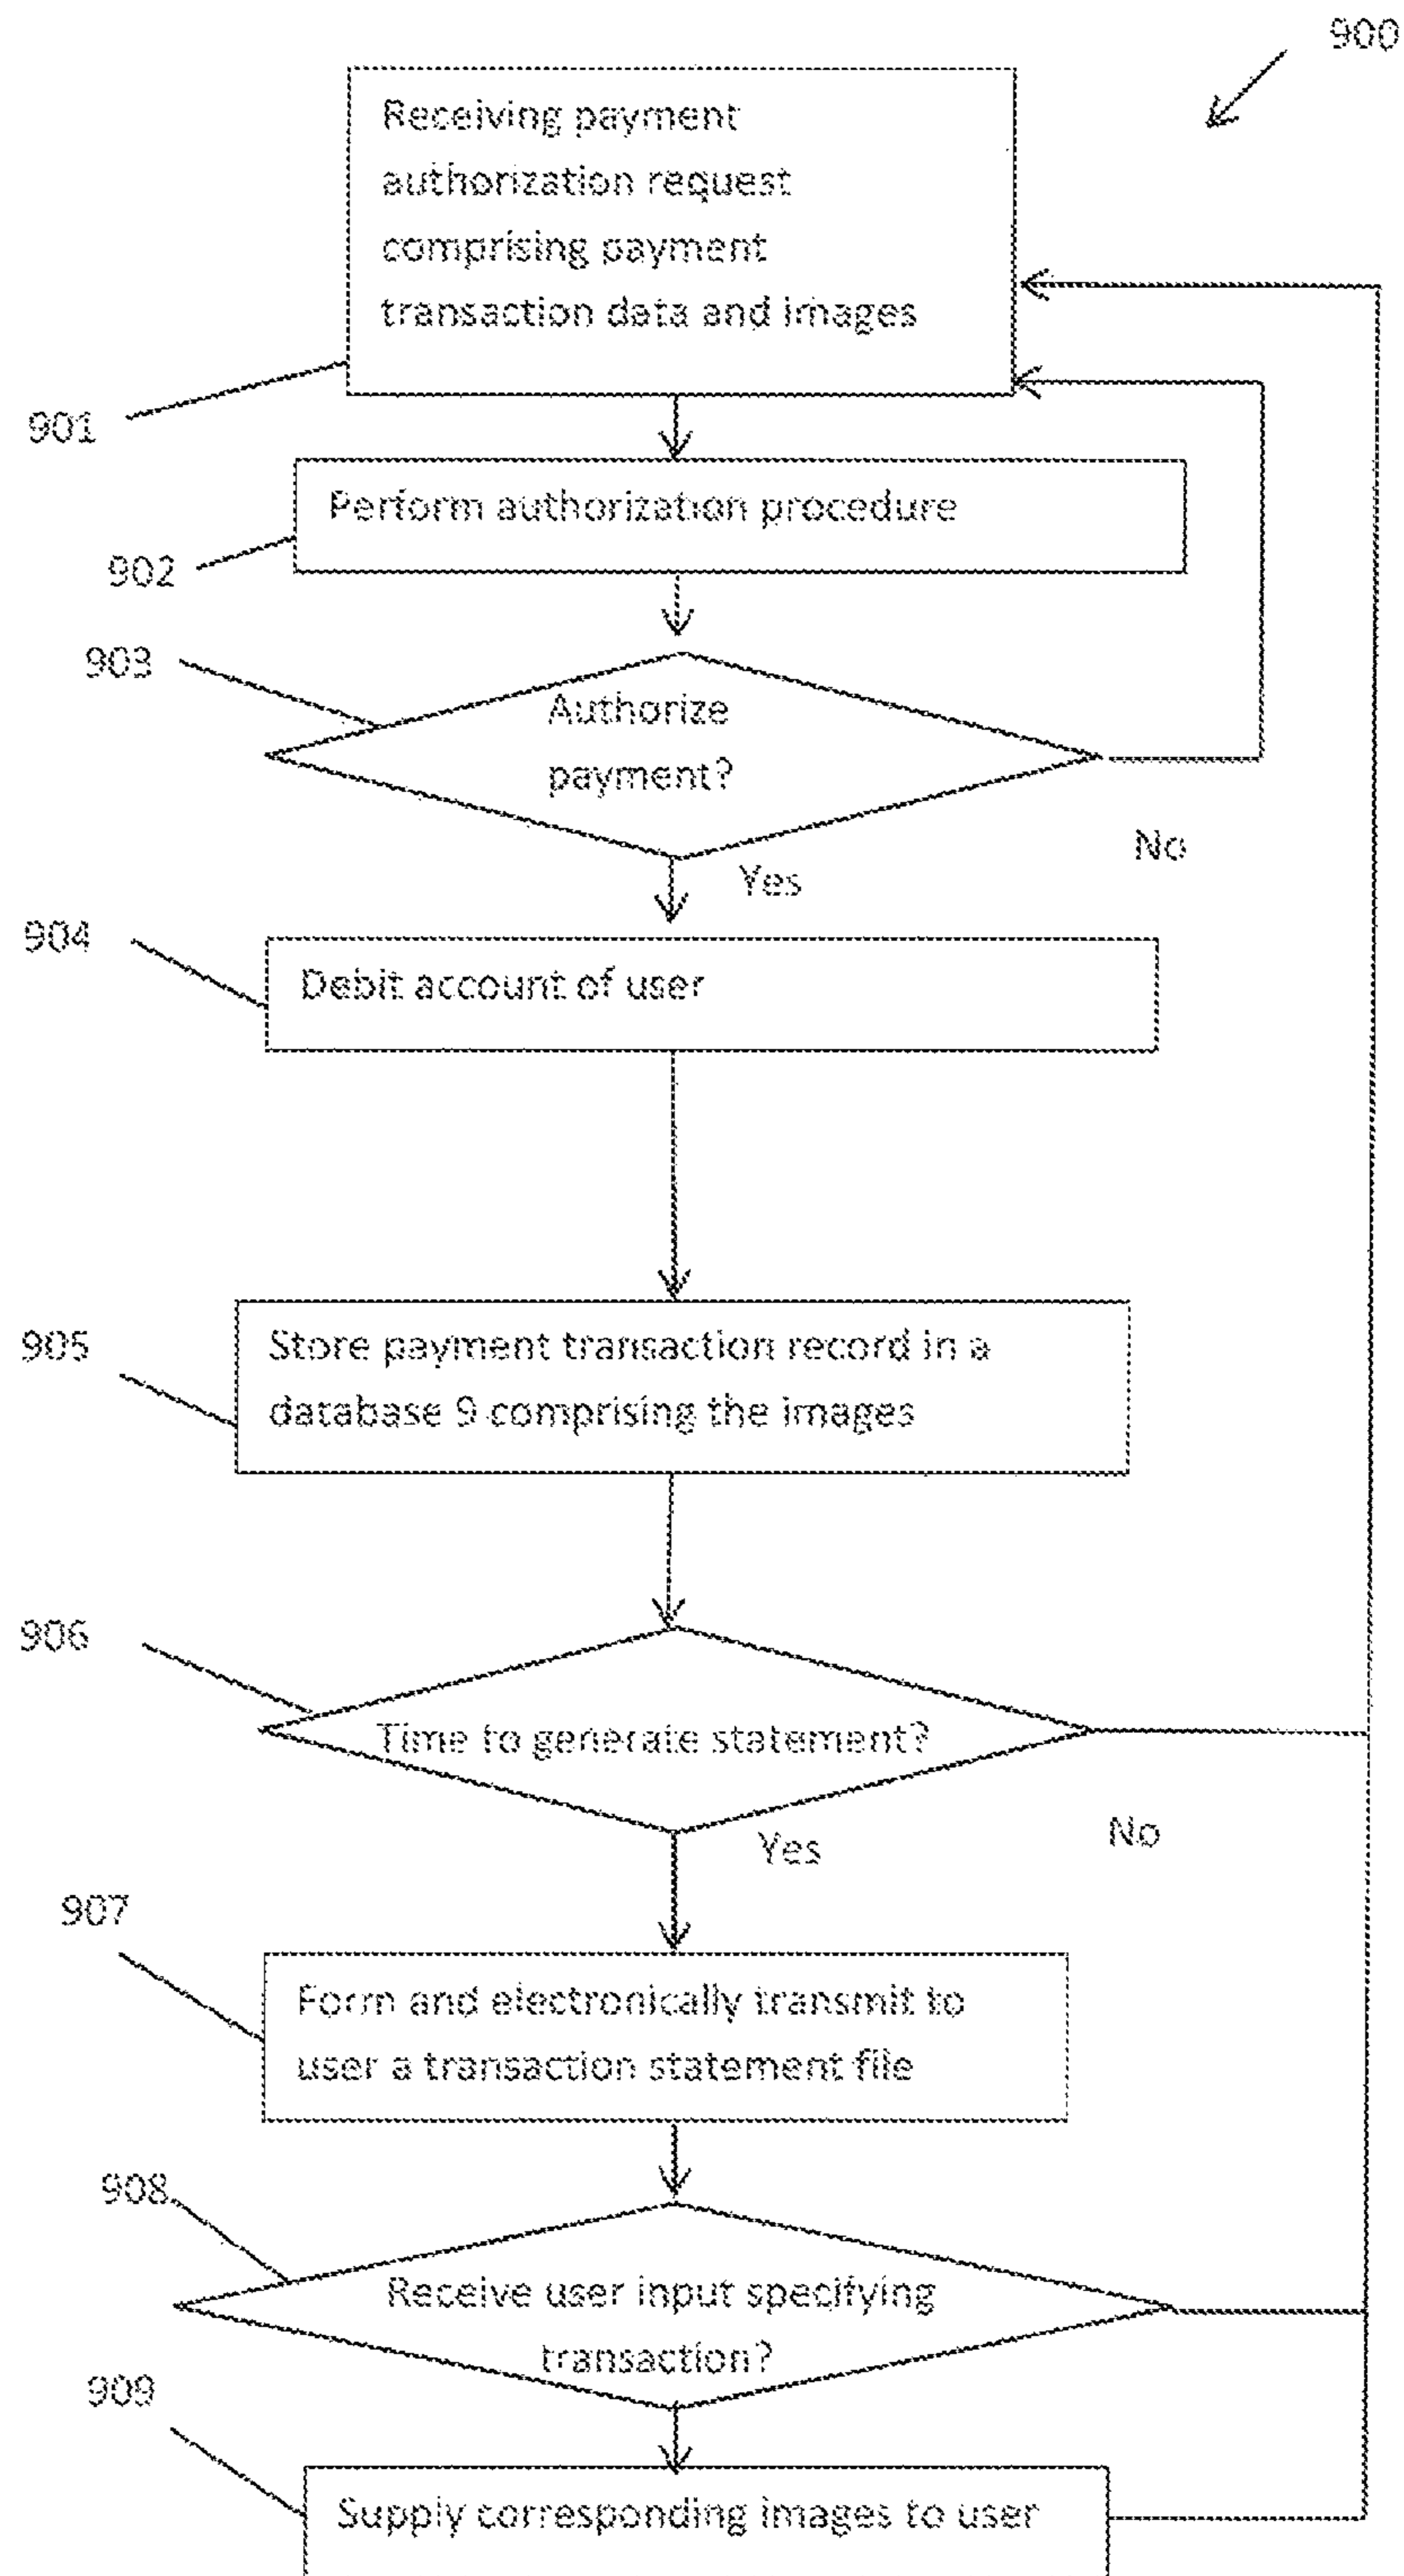 900
Receiving payment
authorization request
comprising payment
transaction data and images
901
Perform authorization procedure
902
903
Authorize
payment?
No
Yes
904
Debit account of user
905
Store payment transaction record in a
database 9 comprising the images
906
Time to generate statement?
Yes
No
907
Form and electronically transmit to
user a transaction statement file
908
Receive user input specifying
transaction?
909
Supply corresponding images to user